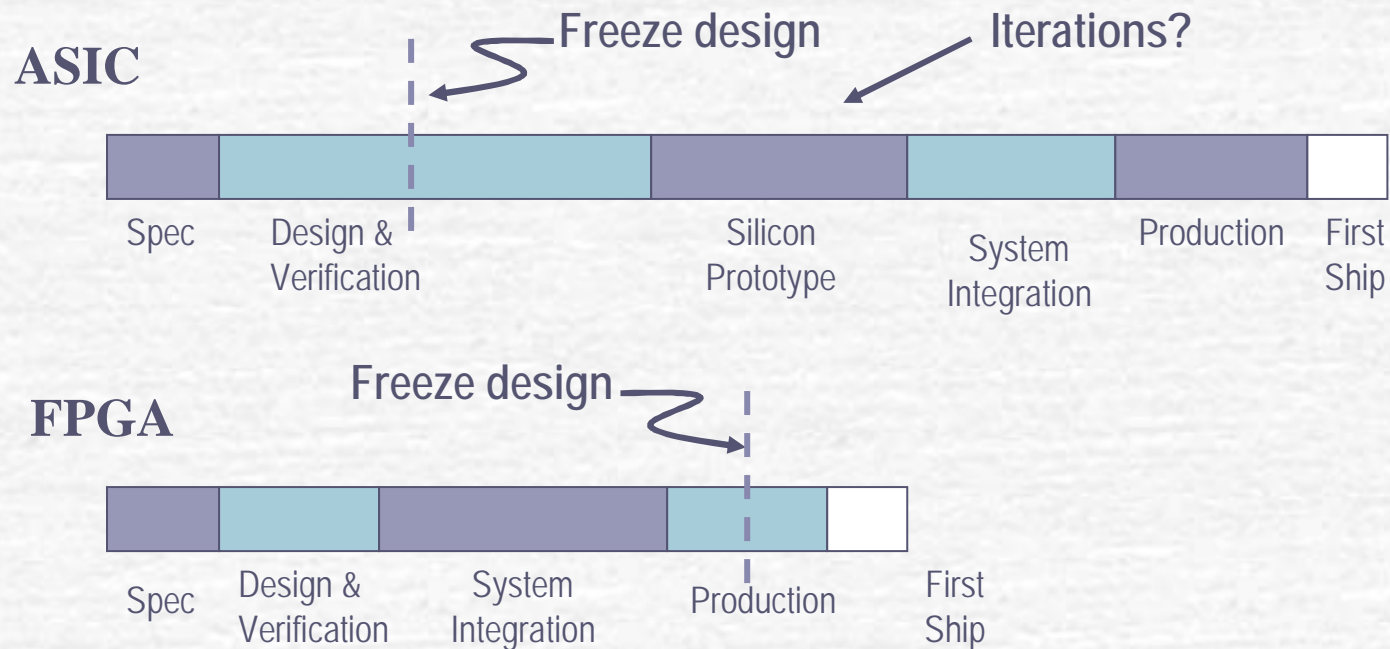 Freeze design
Iterations?
ASIC
Spec
Design &
Verification
Silicon
Prototype
System
Integration
Production
First
Ship
Freeze design
FPGA
Spec
Design &
Verification
System
Integration
Production
First
Ship